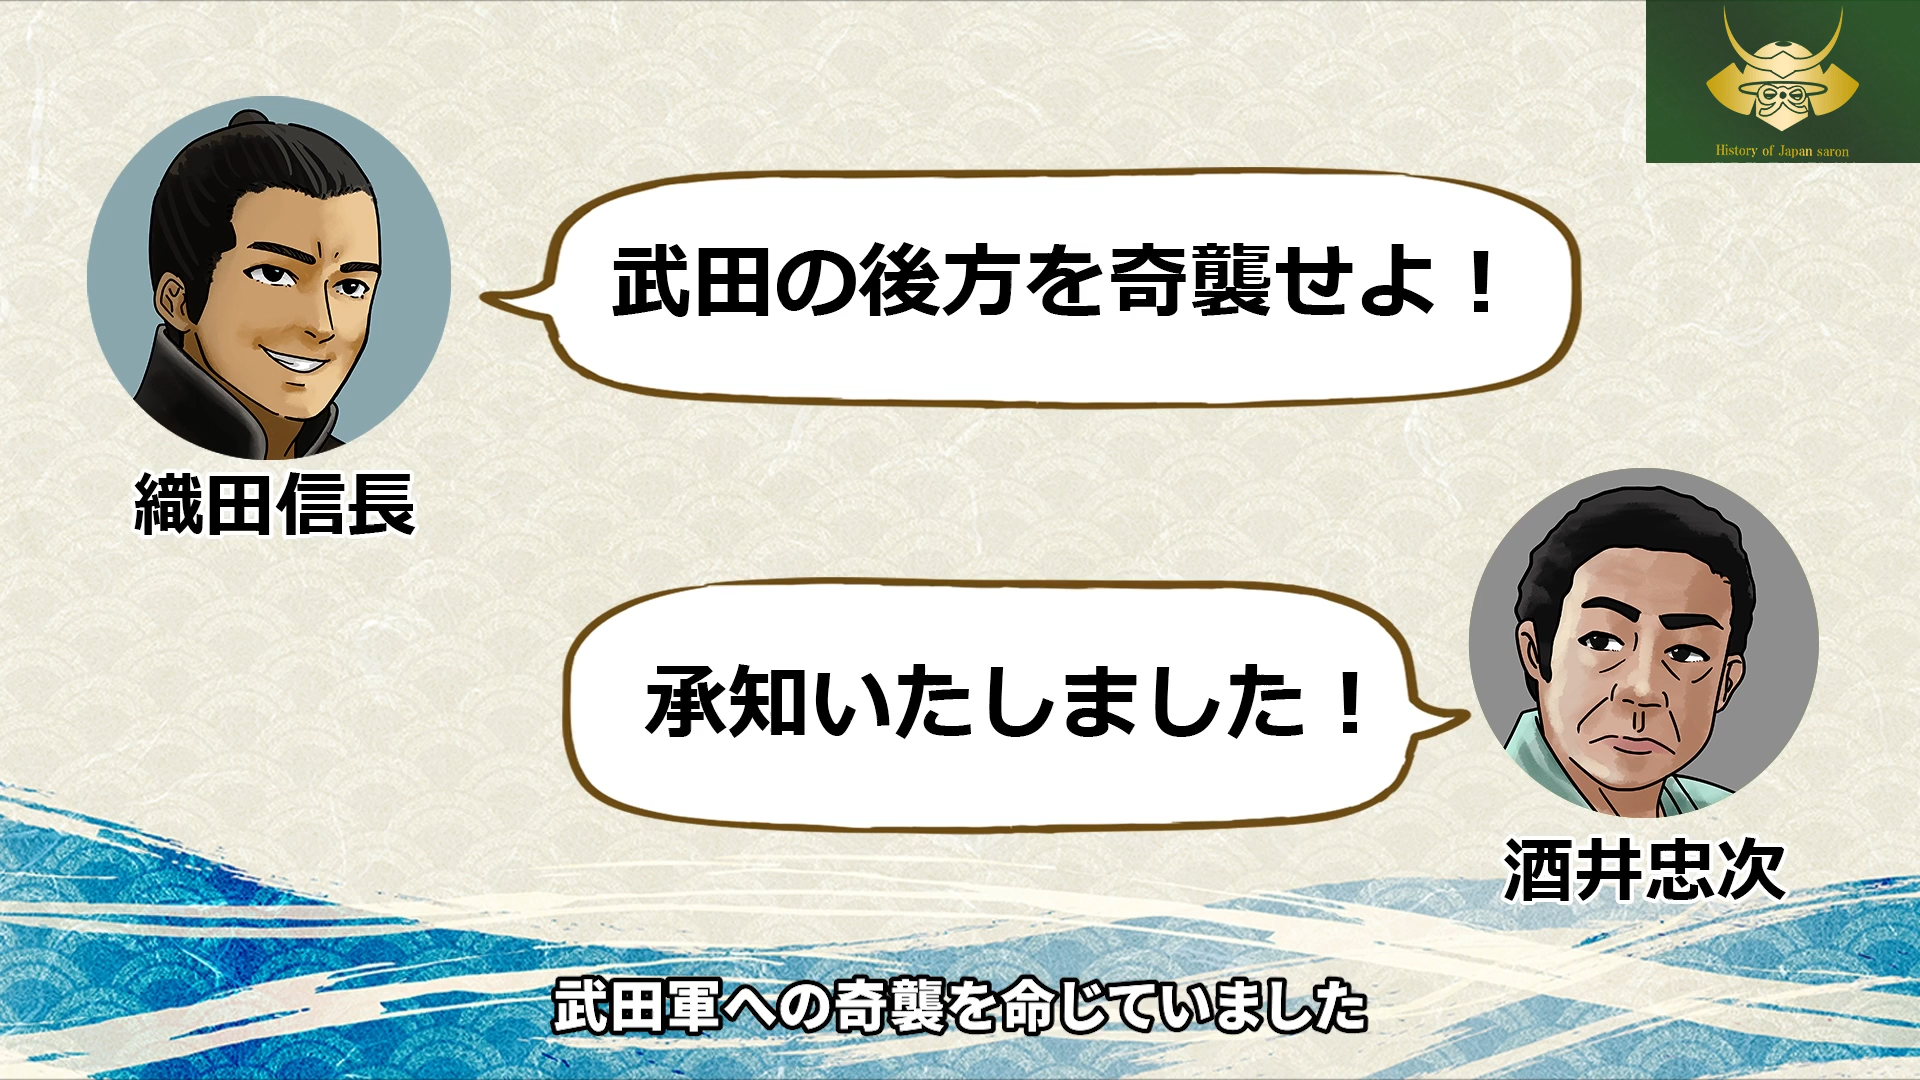 History of Japan saron
武田の後方を奇襲せよ！
織田信長
承知いたしました！
酒井忠次
武田軍への奇襲を命じていました